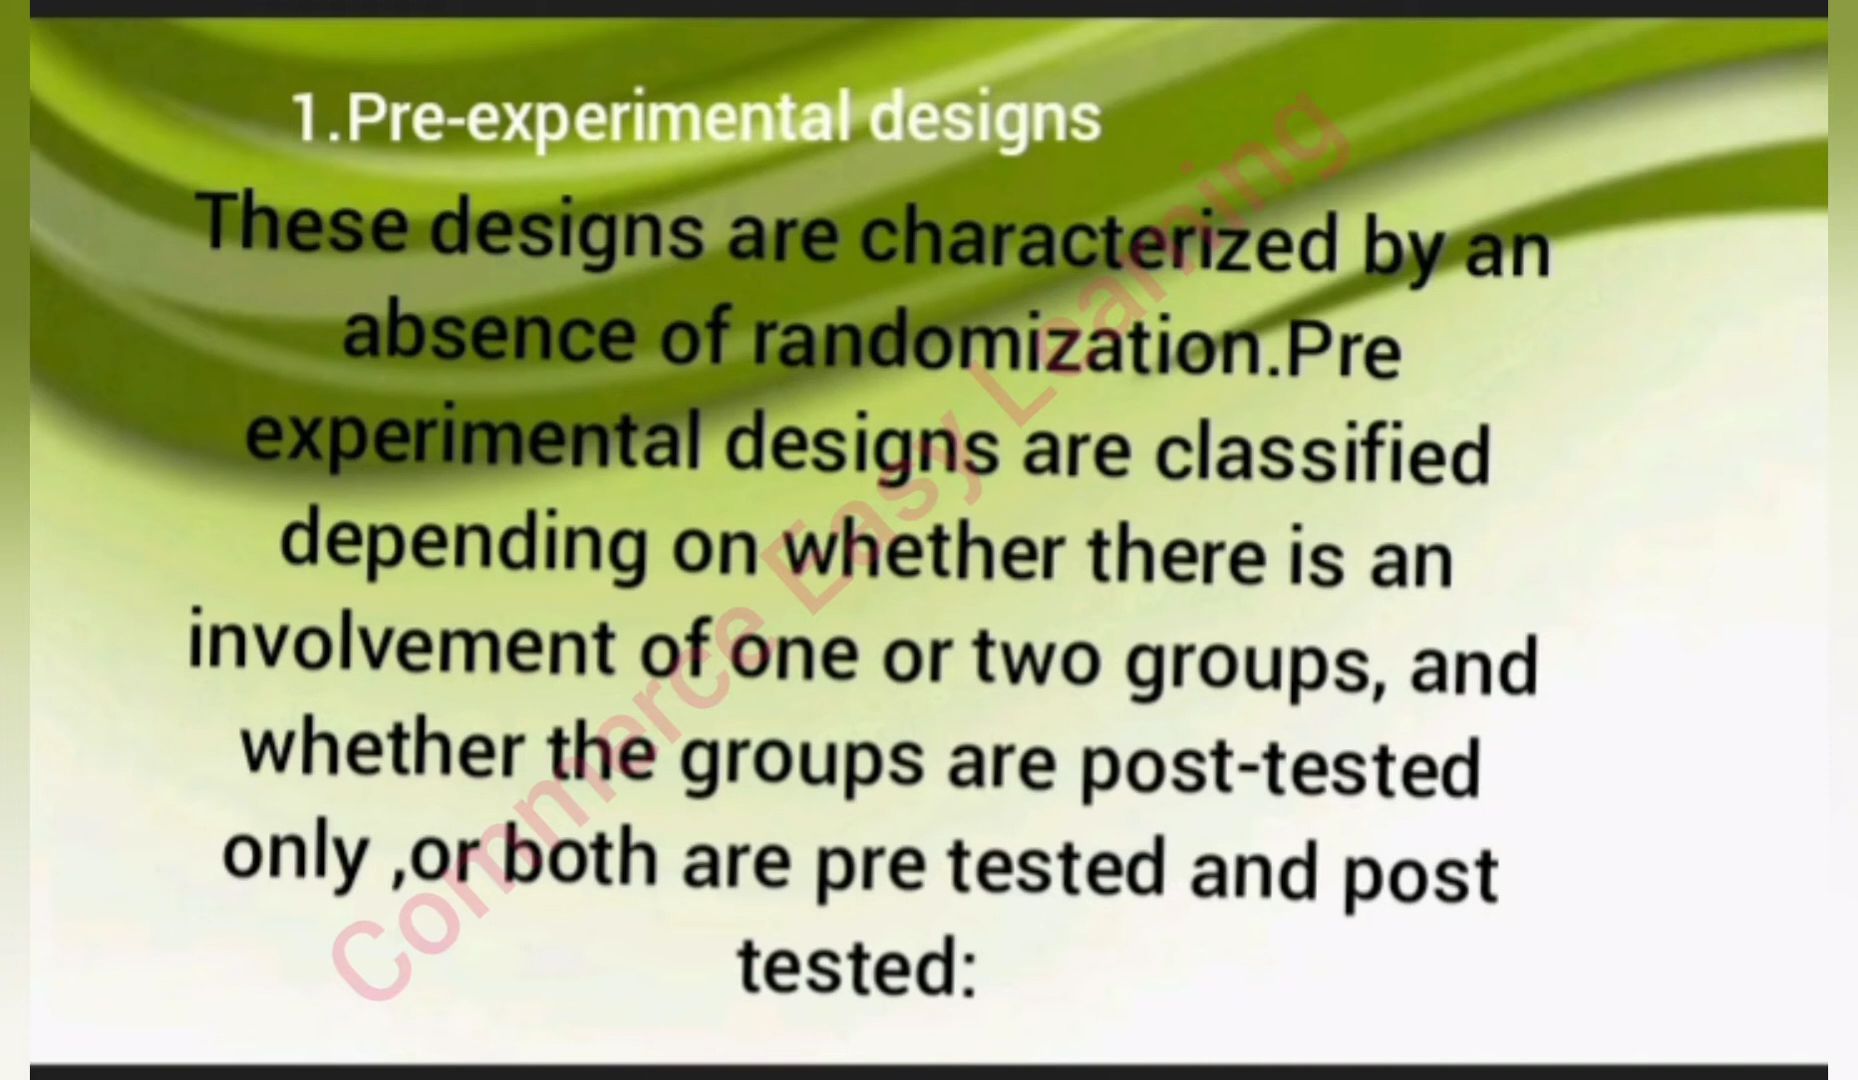 1.Pre-experimental designs
These designs are characterized by an
absence of randomization.Pre
experimental designs are classified
depending on whether there is an
involvement of one or two groups, and
whether the groups are post-tested
only ,or both are pre tested and post
tested:
Commerce Easy Learning